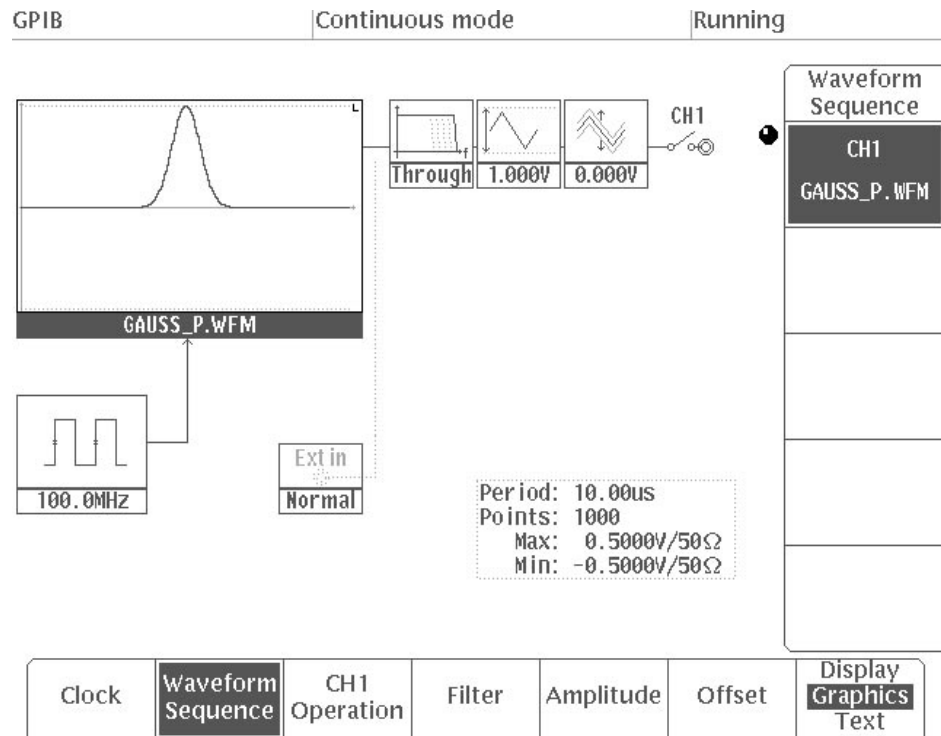 GPIB Continuous mode Running
Waveform
Sequence
CH1
GAUSS_P.WFM
L
f
CH1
Through 1.000V 0.000V
GAUSS_P.WFM
100.0MHz
Ext in
Normal
Period: 10.00us
Points: 1000
Max: 0.5000V/50Ω
Min: -0.5000V/50Ω
Clock
Waveform
Sequence
CH1
Operation
Filter
Amplitude
Offset
Display
Graphics
Text